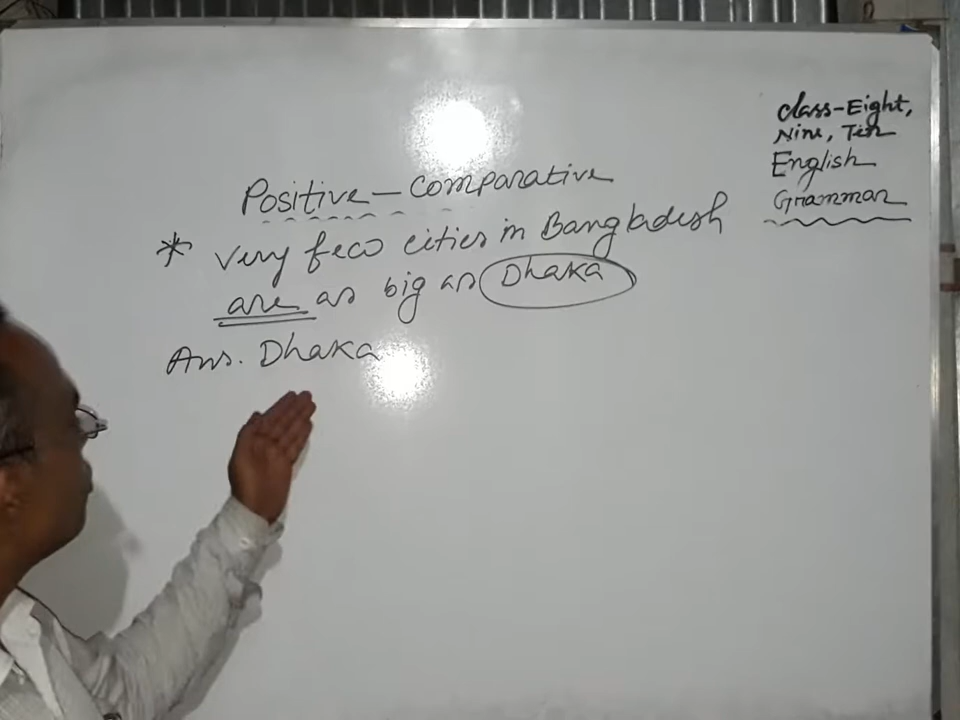 Class-Eight,
Nine, Ten
English
Grammar
Positive-Comparative
* Very few cities in Bangladesh
are as big as Dhaka
Ans. Dhaka